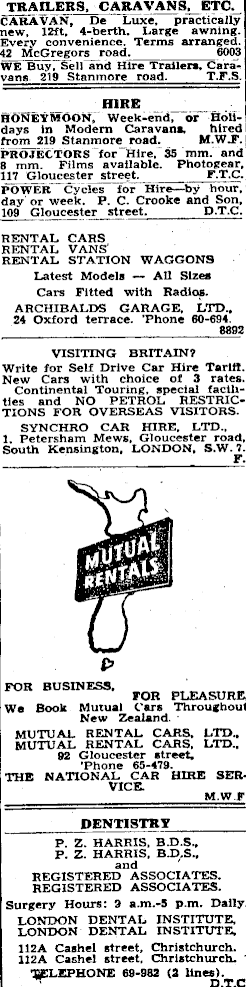 TRAILERS, CARAVANS, ETC.
CARAVAN, De Luxe, practically
new, 12ft, 4-berth. Large awning.
Every convenience. Terms arranged.
42 McGregors road. 6003
WE Buy, Sell and Hire Trailers, Cara-
vans. 219 Stanmore road. T.F.S.
HIRE
HONEYMOON, Week-end, or Holi-
days in Modern Caravans, hired
from 219 Stanmore road. M.W.F.
PROJECTORS for Hire, 35 mm. and
8 mm. Films available. Photogear,
117 Gloucester street. F.T.C.
POWER Cycles for Hire—by hour,
day or week. P. C. Crooke and Son,
109 Gloucester street. D.T.C.
RENTAL CARS
RENTAL VANS
RENTAL STATION WAGGONS
Latest Models — All Sizes
Cars Fitted with Radios.
ARCHIBALDS GARAGE, LTD.,
24 Oxford terrace. 'Phone 60-694.
8892
VISITING BRITAIN?
Write for Self Drive Car Hire Tariff.
New Cars with choice of 3 rates.
Continental Touring, special facili-
ties and NO PETROL RESTRIC-
TIONS FOR OVERSEAS VISITORS.
SYNCHRO CAR HIRE, LTD.,
1, Petersham Mews, Gloucester road,
South Kensington, LONDON, S.W.7.
F.
MUTUAL
RENTALS
FOR BUSINESS,
FOR PLEASURE
We Book Mutual Cars Throughout
New Zealand.
MUTUAL RENTAL CARS, LTD.,
MUTUAL RENTAL CARS, LTD.,
92 Gloucester street,
'Phone 65-479.
THE NATIONAL CAR HIRE SER-
VICE.
M.W.F
DENTISTRY
P. Z. HARRIS, B.D.S.,
P. Z. HARRIS, B.D.S.,
and
REGISTERED ASSOCIATES.
REGISTERED ASSOCIATES.
Surgery Hours: 9 a.m.-5 p.m. Daily
LONDON DENTAL INSTITUTE,
LONDON DENTAL INSTITUTE,
112A Cashel street, Christchurch.
112A Cashel street, Christchurch.
TELEPHONE 69-982 (2 lines).
D.T.C